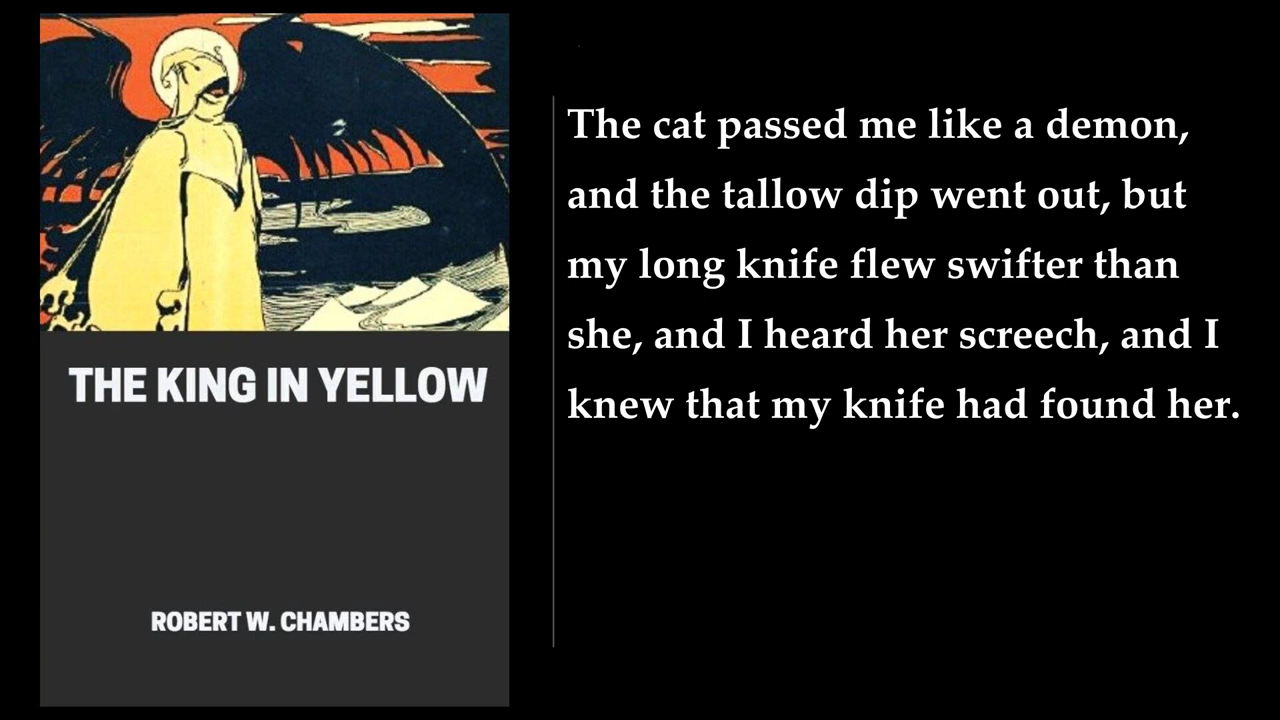 THE KING IN YELLOW
ROBERT W. CHAMBERS
The cat passed me like a demon,
and the tallow dip went out, but
my long knife flew swifter than
she, and I heard her screech, and I
knew that my knife had found her.